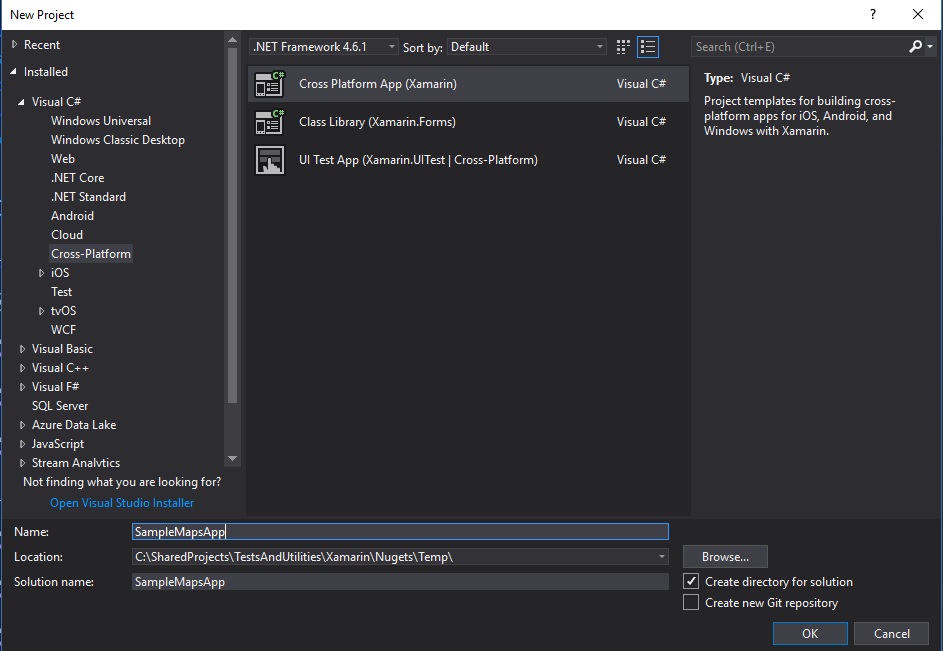 New Project
?
Recent
Installed
Visual C#
Windows Universal
Windows Classic Desktop
Web
.NET Core
.NET Standard
Android
Cloud
Cross-Platform
iOS
Test
tvOS
WCF
Visual Basic
Visual C++
Visual F#
SQL Server
Azure Data Lake
JavaScript
Stream Analytics
Not finding what you are looking for?
Open Visual Studio Installer
.NET Framework 4.6.1 Sort by: Default
C# Cross Platform App (Xamarin) Visual C#
C# Class Library (Xamarin.Forms) Visual C#
UI Test App (Xamarin.UITest | Cross-Platform) Visual C#
Search (Ctrl+E)
Type: Visual C#
Project templates for building cross-
platform apps for iOS, Android, and
Windows with Xamarin.
Name: SampleMapsApp
Location: C:\SharedProjects\TestsAndUtilities\Xamarin\Nugets\Temp\ Browse...
Solution name: SampleMapsApp
Create directory for solution
Create new Git repository
OK Cancel